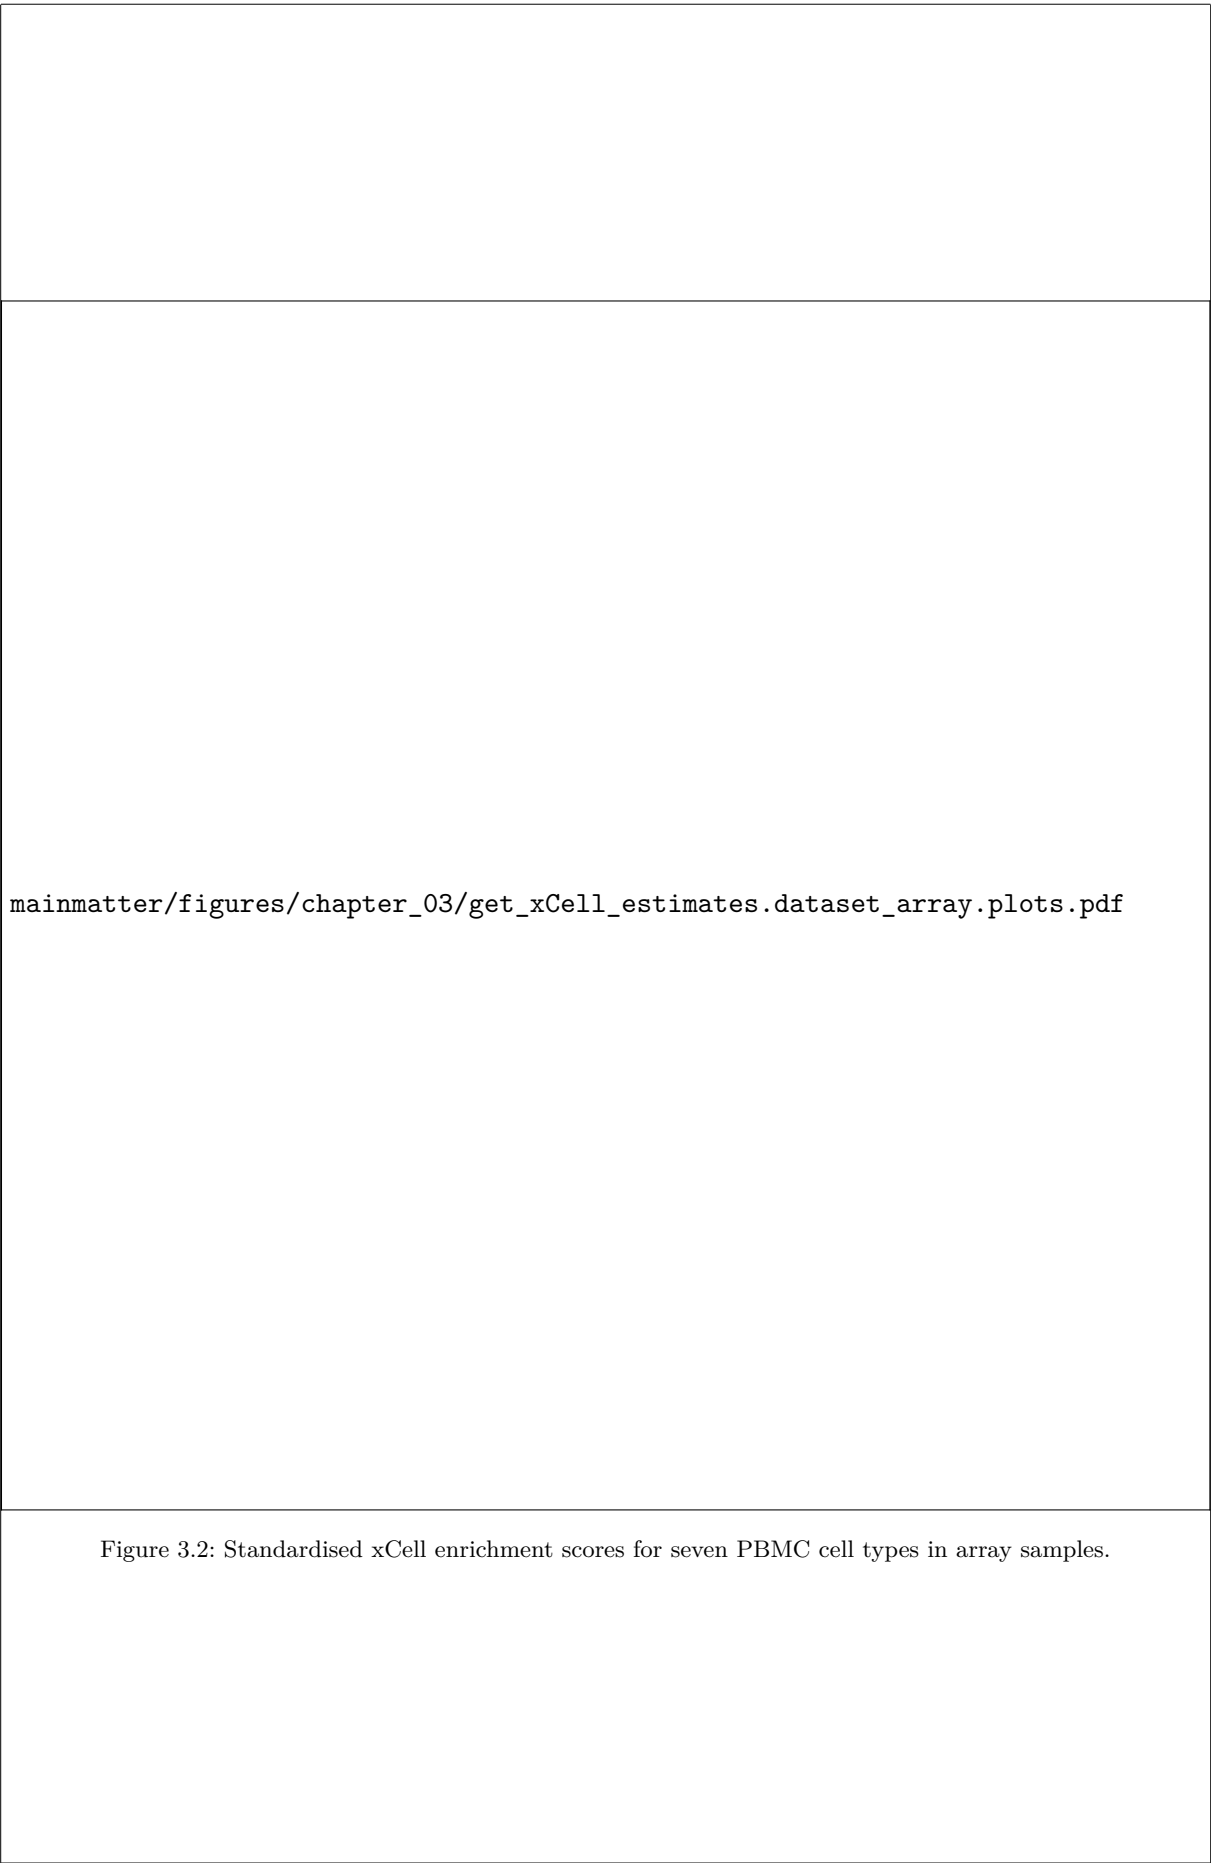 mainmatter/figures/chapter_03/get_xCell_estimates.dataset_array.plots.pdf
Figure 3.2: Standardised xCell enrichment scores for seven PBMC cell types in array samples.